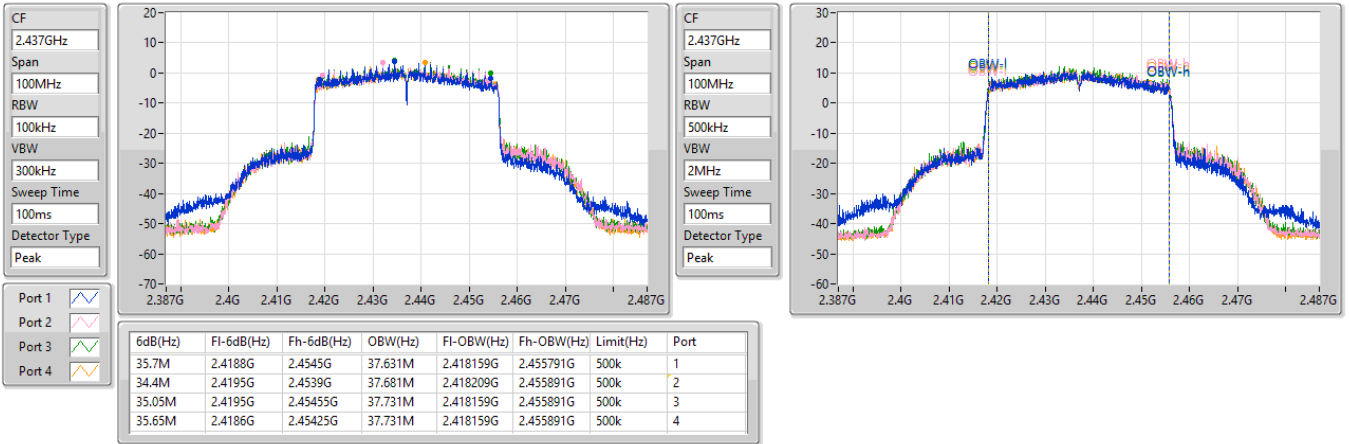 CF
2.437GHz
Span
100MHz
RBW
100kHz
VBW
300kHz
Sweep Time
100ms
Detector Type
Peak
20
10
0
-10
-20
-30
-40
-50
-60
-70
2.387G 2.4G 2.41G 2.42G 2.43G 2.44G 2.45G 2.46G 2.47G 2.487G
CF
2.437GHz
Span
100MHz
RBW
500kHz
VBW
2MHz
Sweep Time
100ms
Detector Type
Peak
30
20
10
0
-10
-20
-30
-40
-50
-60
OBW-l OBW-h
2.387G 2.4G 2.41G 2.42G 2.43G 2.44G 2.45G 2.46G 2.47G 2.487G
Port 1
Port 2
Port 3
Port 4
6dB(Hz) Fl-6dB(Hz) Fh-6dB(Hz) OBW(Hz) Fl-OBW(Hz) Fh-OBW(Hz) Limit(Hz) Port
35.7M 2.4188G 2.4545G 37.631M 2.418159G 2.455791G 500k 1
34.4M 2.4195G 2.4539G 37.681M 2.418209G 2.455891G 500k 2
35.05M 2.4195G 2.45455G 37.731M 2.418159G 2.455891G 500k 3
35.65M 2.4186G 2.45425G 37.731M 2.418159G 2.455891G 500k 4